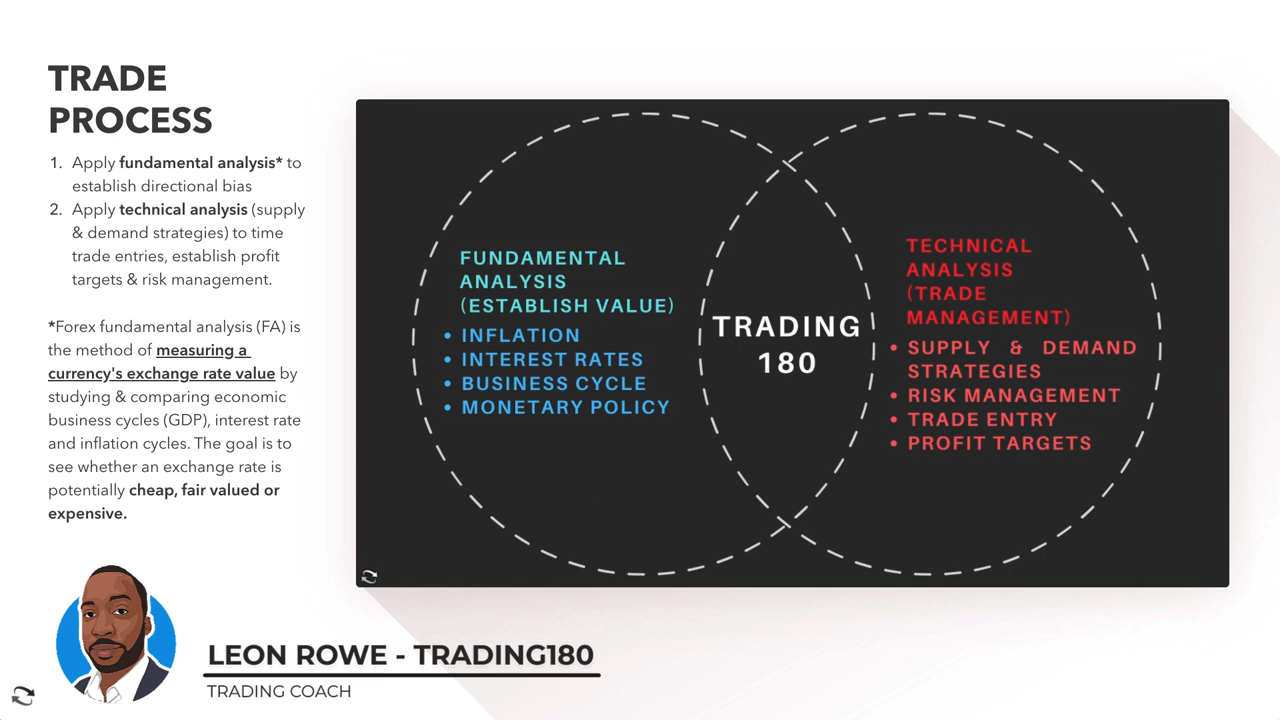 TRADE
PROCESS
1. Apply fundamental analysis* to
establish directional bias
2. Apply technical analysis (supply
& demand strategies) to time
trade entries, establish profit
targets & risk management.
*Forex fundamental analysis (FA) is
the method of measuring a
currency's exchange rate value by
studying & comparing economic
business cycles (GDP), interest rate
and inflation cycles. The goal is to
see whether an exchange rate is
potentially cheap, fair valued or
expensive.
FUNDAMENTAL
ANALYSIS
(ESTABLISH VALUE)
• INFLATION
• INTEREST RATES
• BUSINESS CYCLE
• MONETARY POLICY
TRADING
180
TECHNICAL
ANALYSIS
(TRADE
MANAGEMENT)
• SUPPLY & DEMAND
STRATEGIES
• RISK MANAGEMENT
• TRADE ENTRY
• PROFIT TARGETS
LEON ROWE - TRADING180
TRADING COACH